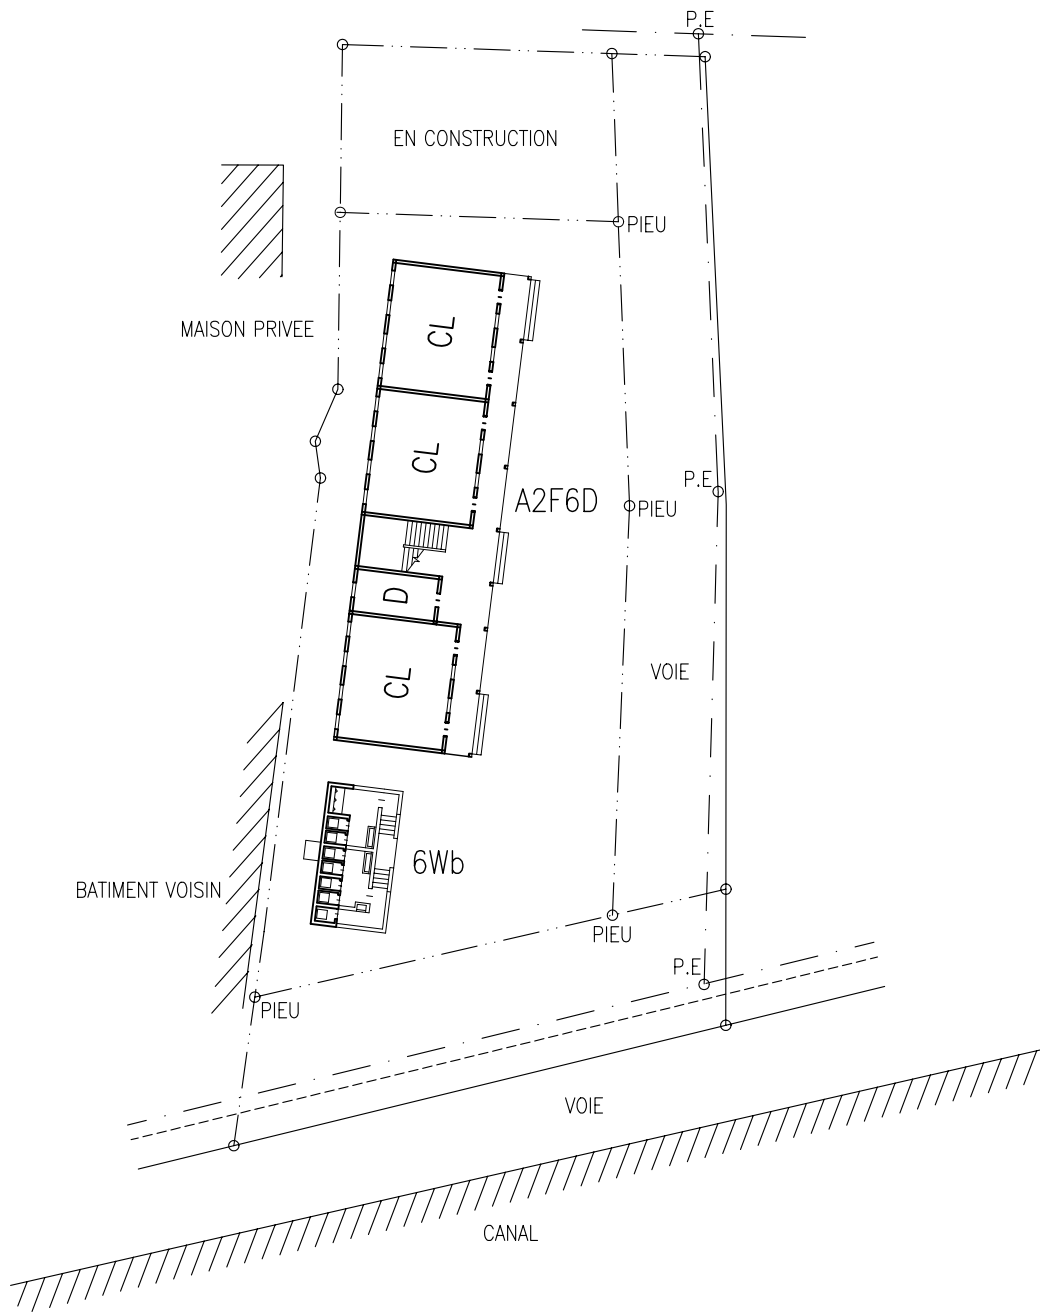 P.E
EN CONSTRUCTION
PIEU
MAISON PRIVEE
CL
CL
P.E
A2F6D
PIEU
D
VOIE
CL
6Wb
BATIMENT VOISIN
PIEU
P.E
PIEU
VOIE
CANAL